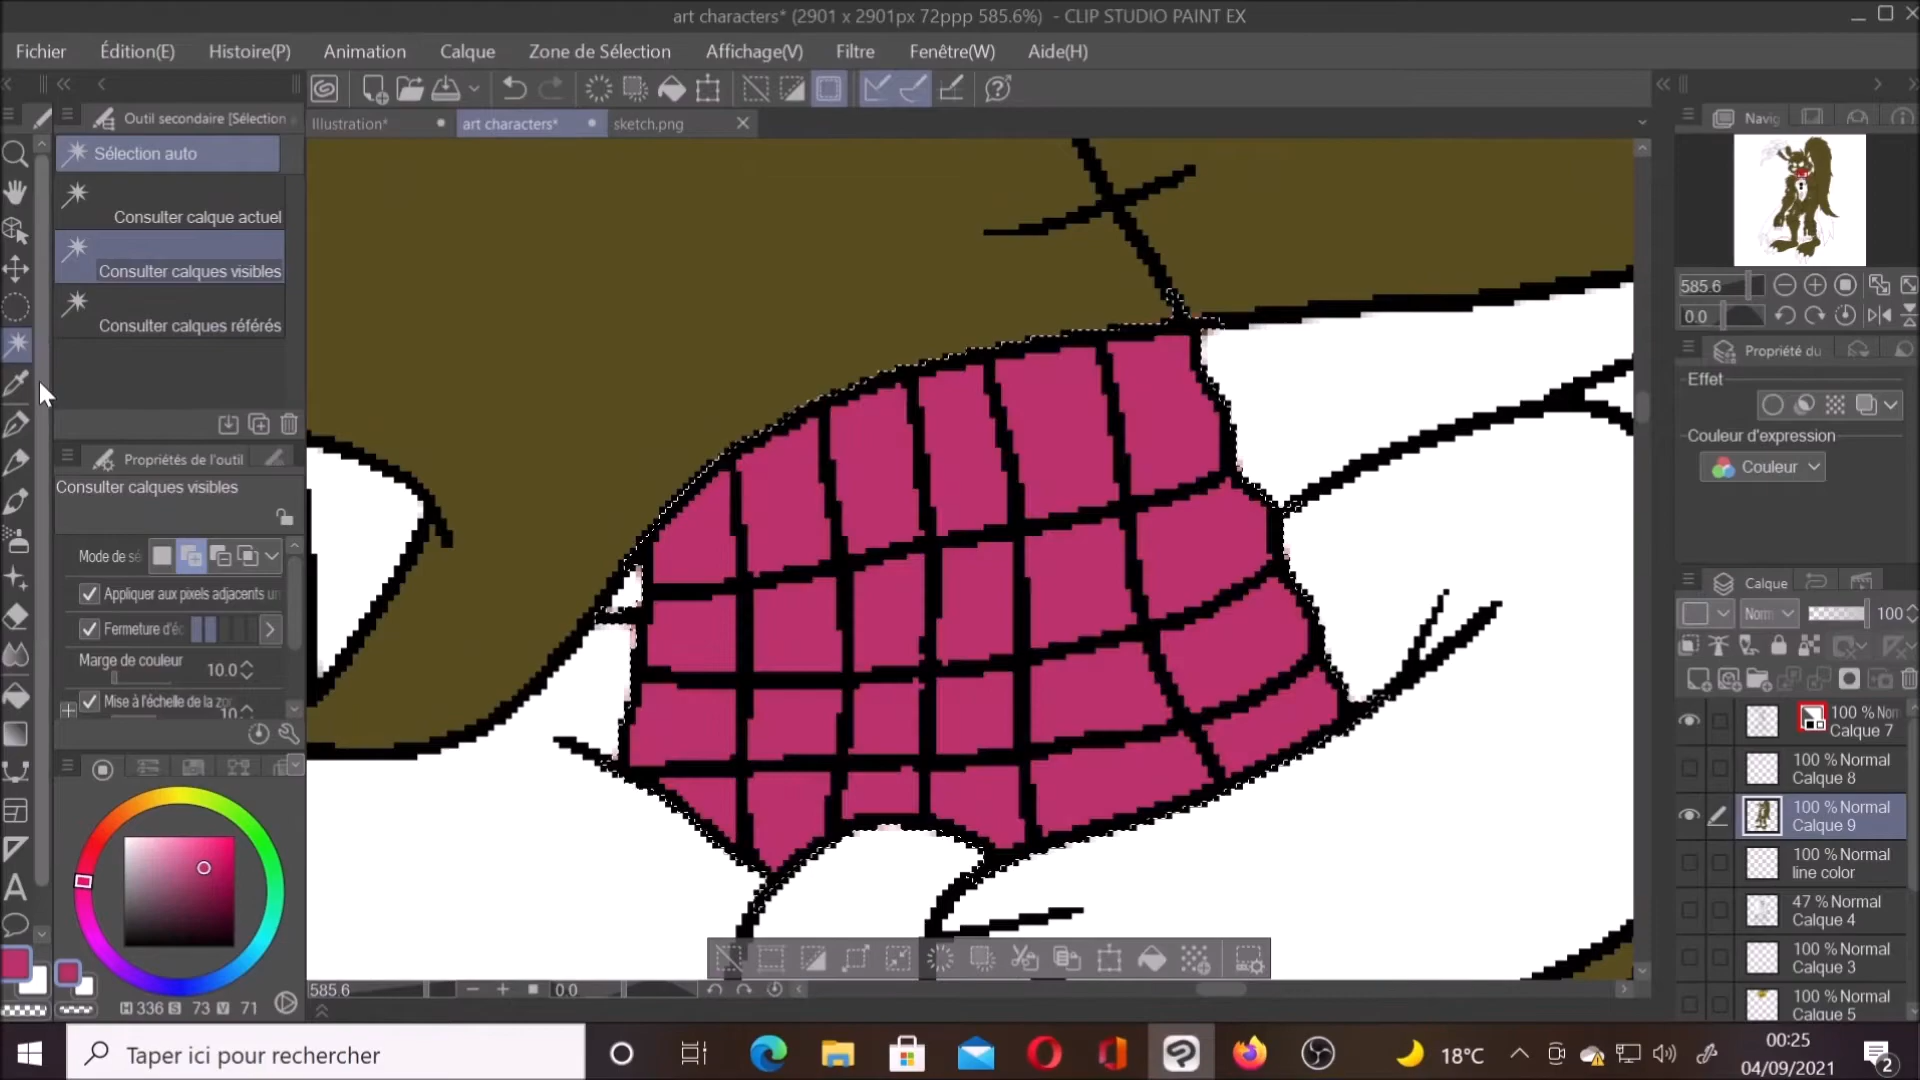 art characters* (2901 x 2901px 72ppp 585.6%) - CLIP STUDIO PAINT EX
Fichier Édition(E) Histoire(P) Animation Calque Zone de Sélection Affichage(V) Filtre Fenêtre(W) Aide(H)
Illustration* art characters* sketch.png
Outil secondaire [Sélection
Sélection auto
Consulter calque actuel
Consulter calques visibles
Consulter calques référés
Propriétés de l'outil
Consulter calques visibles
Mode de sé
Appliquer aux pixels adjacents un
Fermeture d'éc
Marge de couleur 10.0
Mise à l'échelle de la zo
10
H 336 S 73 V 71
585.6 0.0
Navig
585.6
0.0
Propriété du
Effet
Couleur d'expression
Couleur
Calque
Norm 100
100 % Norm
Calque 7
100 % Normal
Calque 8
100 % Normal
Calque 9
100 % Normal
line color
47 % Normal
Calque 4
100 % Normal
Calque 3
100 % Normal
Calque 5
Taper ici pour rechercher
18°C
00:25
04/09/2021
2